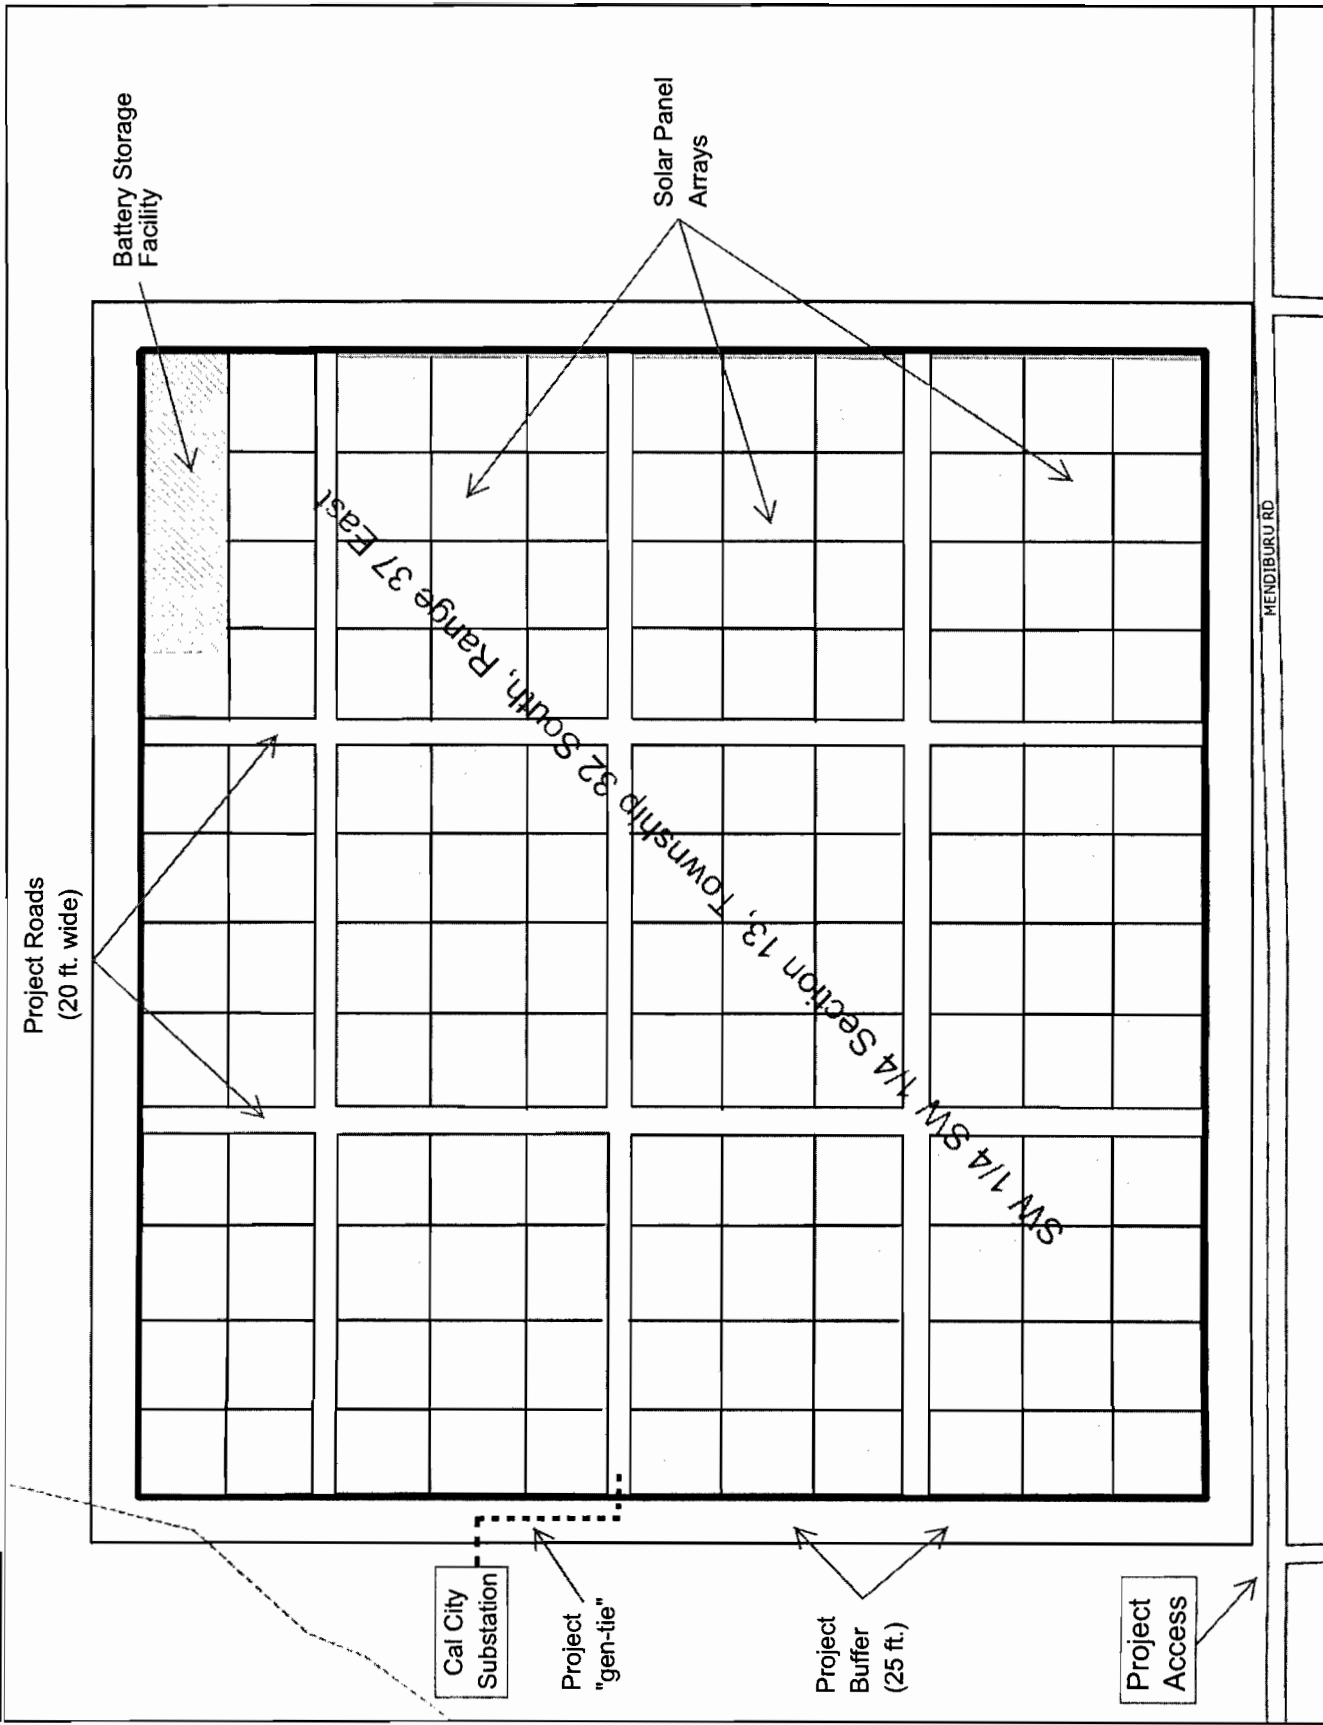 Battery Storage
Facility
Solar Panel
Arrays
Project Roads
(20 ft. wide)
SW 1/4 SW 1/4 Section 13, Township 32 South, Range 37 East
MENDIBURU RD
Cal City
Substation
Project
"gen-tie"
Project
Buffer
(25 ft.)
Project
Access